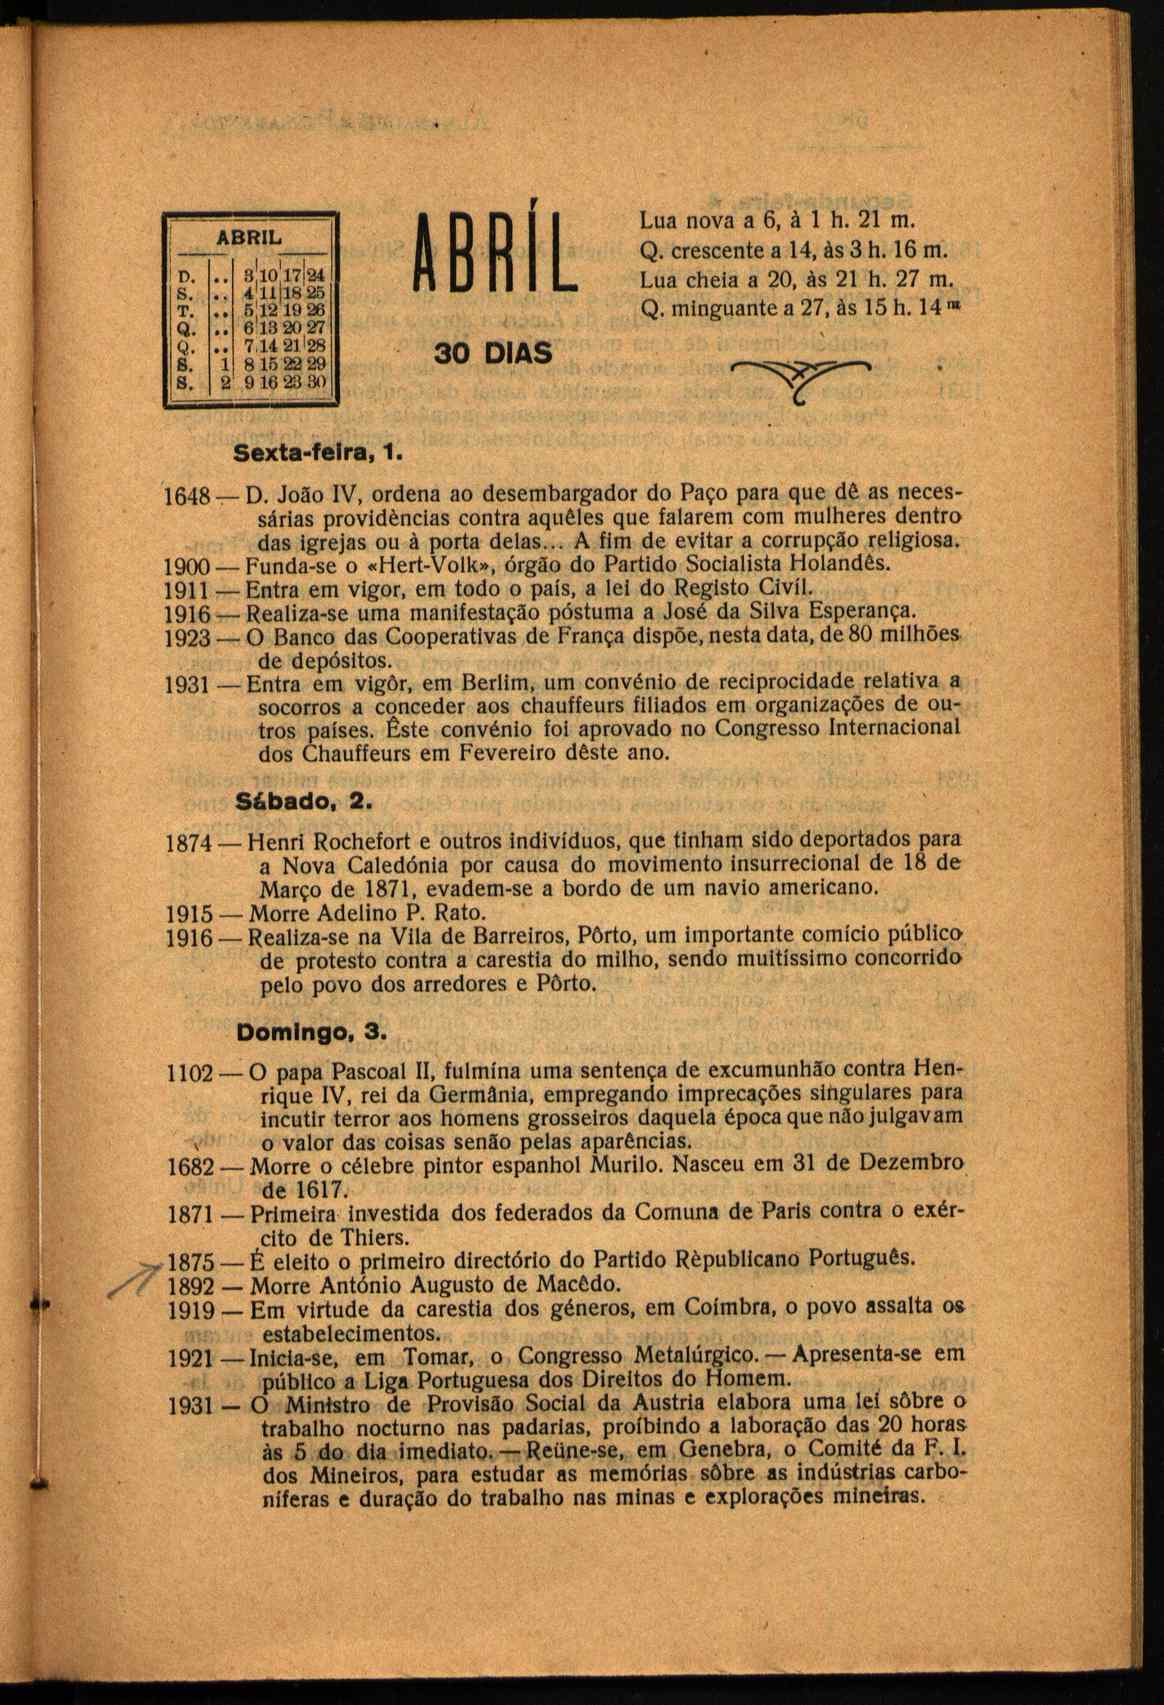 ABRIL
D. .. 3 10 17 24
S. .. 4 11 18 25
T. .. 5 12 19 26
Q. .. 6 13 20 27
Q. .. 7 14 21 28
S. 1 8 15 22 29
S. 2 9 16 23 30
ABRÍL
30 DIAS
Lua nova a 6, à 1 h. 21 m.
Q. crescente a 14, às 3 h. 16 m.
Lua cheia a 20, às 21 h. 27 m.
Q. minguante a 27, às 15 h. 14 m
Sexta-feira, 1.
1648 — D. João IV, ordena ao desembargador do Paço para que dê as neces-
sárias providências contra aquêles que falarem com mulheres dentro
das igrejas ou à porta delas... A fim de evitar a corrupção religiosa.
1900 — Funda-se o «Hert-Volk», órgão do Partido Socialista Holandês.
1911 — Entra em vigor, em todo o país, a lei do Registo Civíl.
1916 — Realiza-se uma manifestação póstuma a José da Silva Esperança.
1923 — O Banco das Cooperativas de França dispõe, nesta data, de 80 milhões
de depósitos.
1931 — Entra em vigôr, em Berlim, um convénio de reciprocidade relativa a
socorros a conceder aos chauffeurs filiados em organizações de ou-
tros países. Êste convénio foi aprovado no Congresso Internacional
dos Chauffeurs em Fevereiro dêste ano.
Sábado, 2.
1874 — Henri Rochefort e outros indivíduos, que tinham sido deportados para
a Nova Caledónia por causa do movimento insurrecional de 18 de
Março de 1871, evadem-se a bordo de um navio americano.
1915 — Morre Adelino P. Rato.
1916 — Realiza-se na Vila de Barreiros, Pôrto, um importante comício público
de protesto contra a carestia do milho, sendo muitíssimo concorrido
pelo povo dos arredores e Pôrto.
Domingo, 3.
1102 — O papa Pascoal II, fulmína uma sentença de excumunhão contra Hen-
rique IV, rei da Germânia, empregando imprecações singulares para
incutir terror aos homens grosseiros daquela época que não julgavam
o valor das coisas senão pelas aparências.
1682 — Morre o célebre pintor espanhol Murilo. Nasceu em 31 de Dezembro
de 1617.
1871 — Primeira investida dos federados da Comuna de Paris contra o exér-
cito de Thiers.
1875 — É eleito o primeiro directório do Partido Rèpublicano Português.
1892 — Morre António Augusto de Macêdo.
1919 — Em virtude da carestia dos géneros, em Coímbra, o povo assalta os
estabelecimentos.
1921 — Inicia-se, em Tomar, o Congresso Metalúrgico. — Apresenta-se em
público a Liga Portuguesa dos Direitos do Homem.
1931 — O Ministro de Provisão Social da Austria elabora uma lei sôbre o
trabalho nocturno nas padarias, proíbindo a laboração das 20 horas
às 5 do dia imediato. — Reüne-se, em Genebra, o Comité da F. I.
dos Mineiros, para estudar as memórias sôbre as indústrias carbo-
níferas e duração do trabalho nas minas e explorações mineiras.